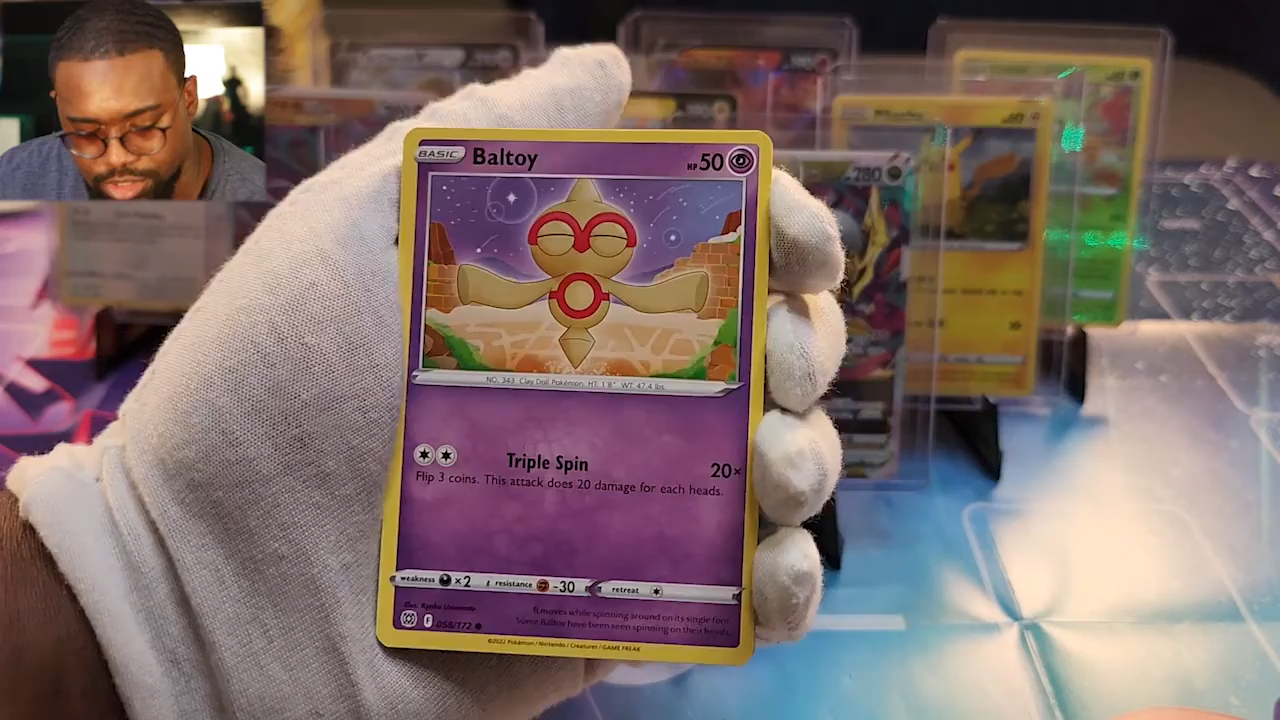 BASIC Baltoy HP 50
NO. 343 Clay Doll Pokémon. HT: 1'8" WT: 47.4 lbs.
Triple Spin 20×
Flip 3 coins. This attack does 20 damage for each heads.
weakness ×2 resistance -30 retreat
Illus. Kyoko Umemoto
It moves while spinning around on its single foot.
Some Baltoy have been seen spinning on their heads.
F 055/172
©2022 Pokémon / Nintendo / Creatures / GAME FREAK
280